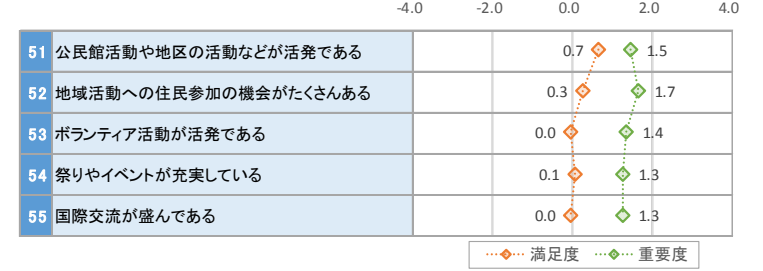 -4.0 -2.0 0.0 2.0 4.0
51 公民館活動や地区の活動などが活発である 0.7 1.5
52 地域活動への住民参加の機会がたくさんある 0.3 1.7
53 ボランティア活動が活発である 0.0 1.4
54 祭りやイベントが充実している 0.1 1.3
55 国際交流が盛んである 0.0 1.3
満足度 重要度